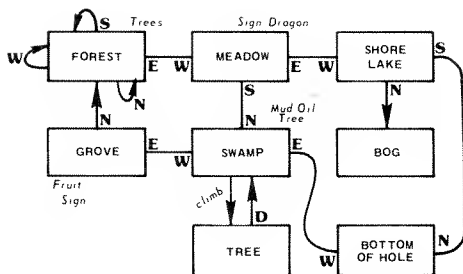 Trees
Sign Dragon
S
W
FOREST
E
N
W
MEADOW
E
S
W
SHORE
LAKE
S
N
Mud Oil
Tree
N
GROVE
E
Fruit
Sign
N
W
SWAMP
E
BOG
climb
D
TREE
W
BOTTOM
OF HOLE
N